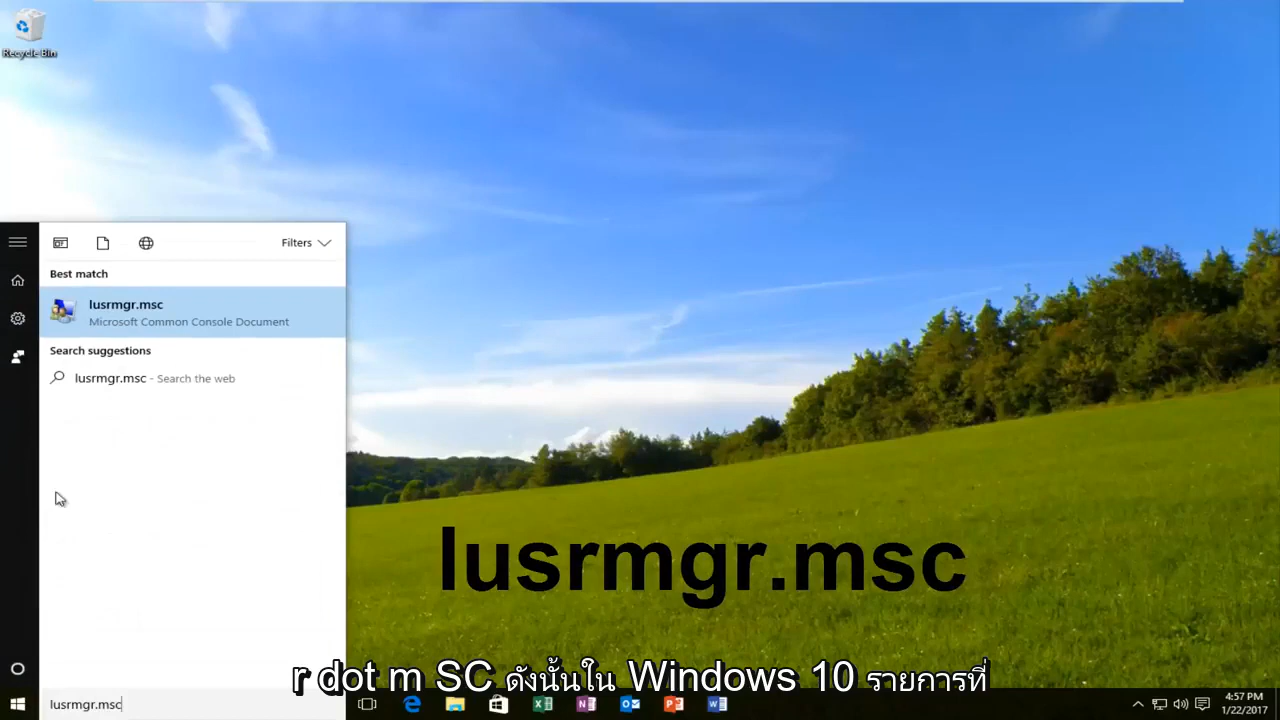 Recycle Bin
Filters
Best match
lusrmgr.msc
Microsoft Common Console Document
Search suggestions
lusrmgr.msc - Search the web
lusrmgr.msc
r dot m SC ดังนั้นใน Windows 10 รายการที่
lusrmgr.msc
4:57 PM
1/22/2017